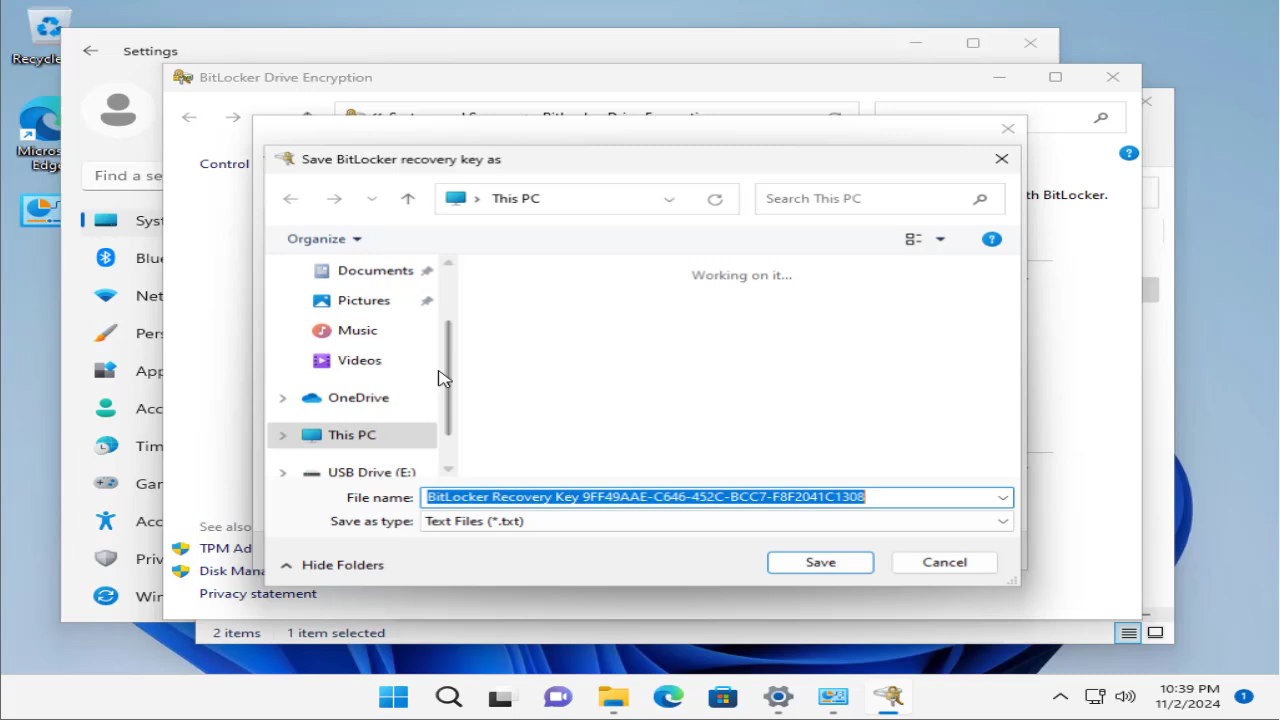 Recycle
Settings
BitLocker Drive Encryption
Micros
Edge
Control
Save BitLocker recovery key as
Find a se
th BitLocker.
This PC
Search This PC
Organize
Syst
Documents
Working on it...
Blue
Pictures
Net
Music
Pers
Videos
App
OneDrive
Acc
This PC
Time
USB Drive (E:)
Gar
File name:
BitLocker Recovery Key 9FF49AAE-C646-452C-BCC7-F8F2041C1308
Save as type:
Text Files (*.txt)
Acc
See also
TPM Ad
Priv
Hide Folders
Save
Cancel
Disk Mana
Privacy statement
Win
2 items
1 item selected
10:39 PM
11/2/2024
1